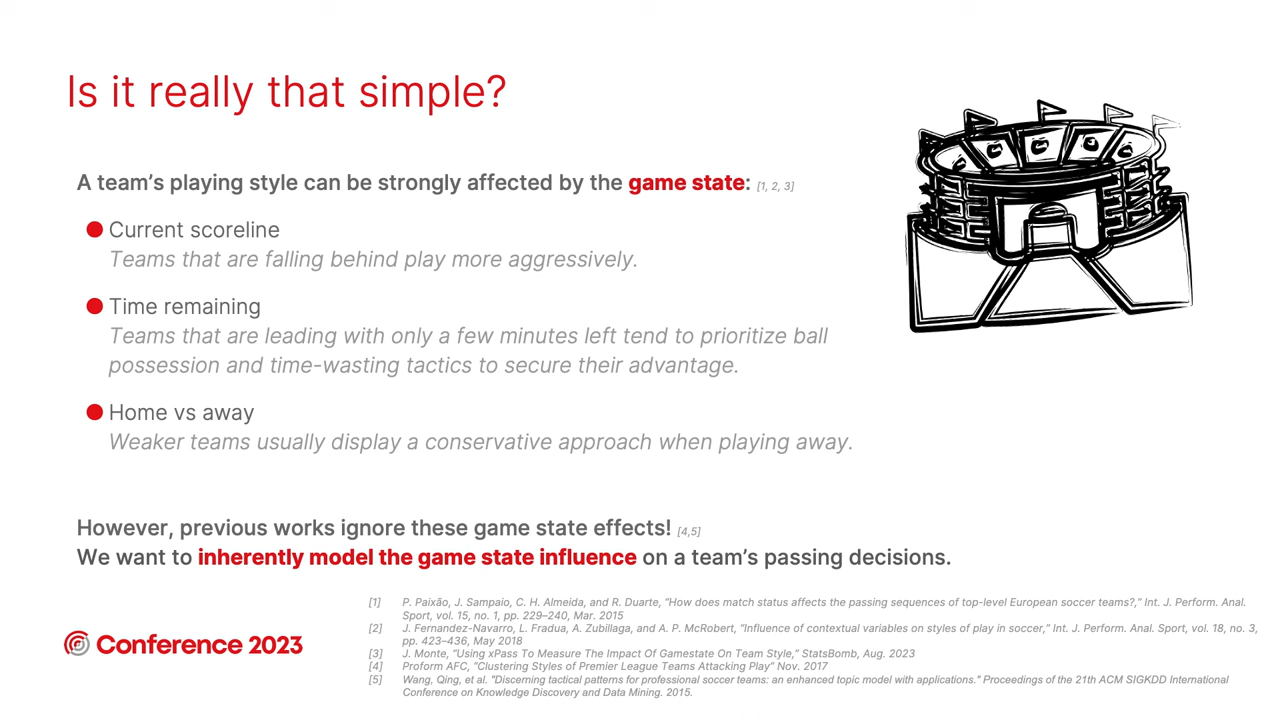 Is it really that simple?
A team's playing style can be strongly affected by the game state: [1, 2, 3]
Current scoreline
Teams that are falling behind play more aggressively.
Time remaining
Teams that are leading with only a few minutes left tend to prioritize ball
possession and time-wasting tactics to secure their advantage.
Home vs away
Weaker teams usually display a conservative approach when playing away.
However, previous works ignore these game state effects! [4,5]
We want to inherently model the game state influence on a team's passing decisions.
[1] P. Paixão, J. Sampaio, C. H. Almeida, and R. Duarte, "How does match status affects the passing sequences of top-level European soccer teams?," Int. J. Perform. Anal.
Sport, vol. 15, no. 1, pp. 229–240, Mar. 2015
[2] J. Fernandez-Navarro, L. Fradua, A. Zubillaga, and A. P. McRobert, "Influence of contextual variables on styles of play in soccer," Int. J. Perform. Anal. Sport, vol. 18, no. 3,
pp. 423–436, May 2018
[3] J. Monte, "Using xPass To Measure The Impact Of Gamestate On Team Style," StatsBomb, Aug. 2023
[4] Proform AFC, "Clustering Styles of Premier League Teams Attacking Play" Nov. 2017
[5] Wang, Qing, et al. "Discerning tactical patterns for professional soccer teams: an enhanced topic model with applications." Proceedings of the 21th ACM SIGKDD International
Conference on Knowledge Discovery and Data Mining. 2015.
Conference 2023